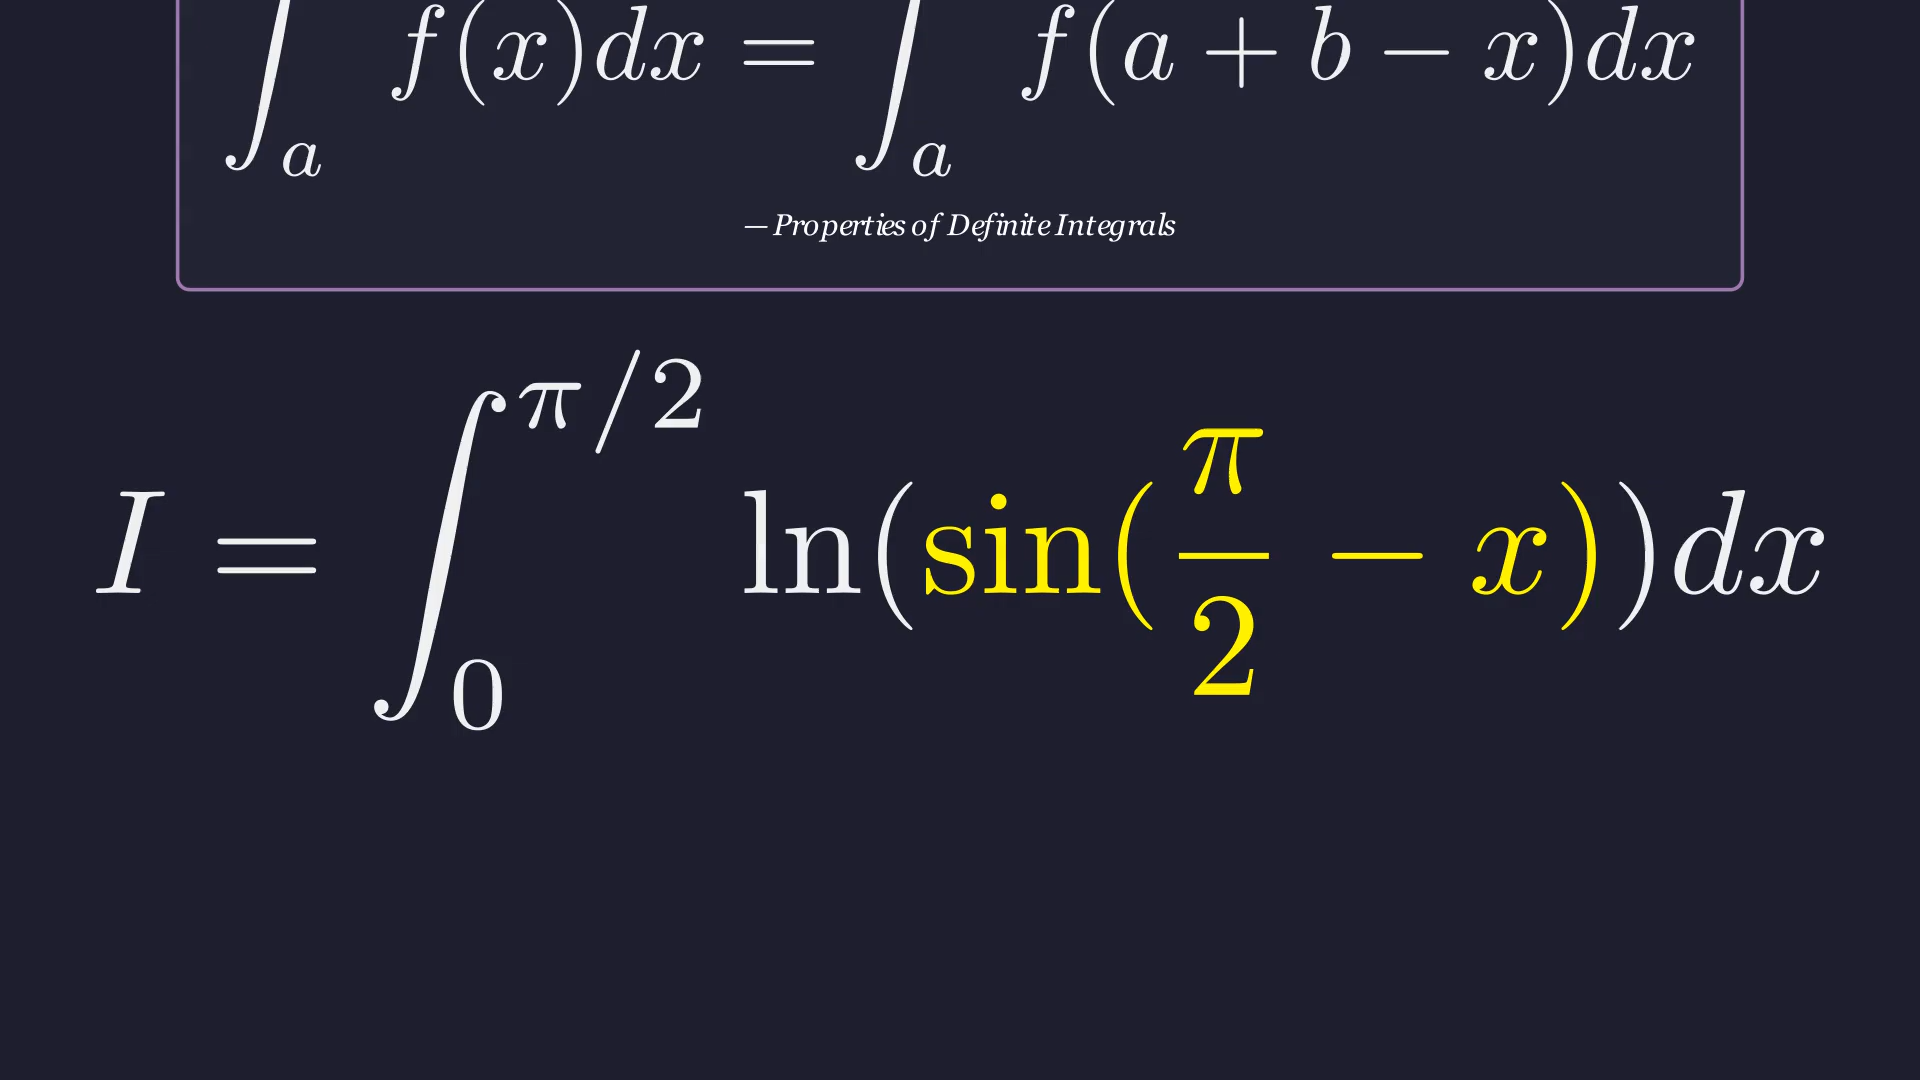 ∫_a f(x)dx = ∫_a f(a + b − x)dx
— Properties of Definite Integrals
I = ∫_0^{π/2} ln(sin(π/2 − x))dx